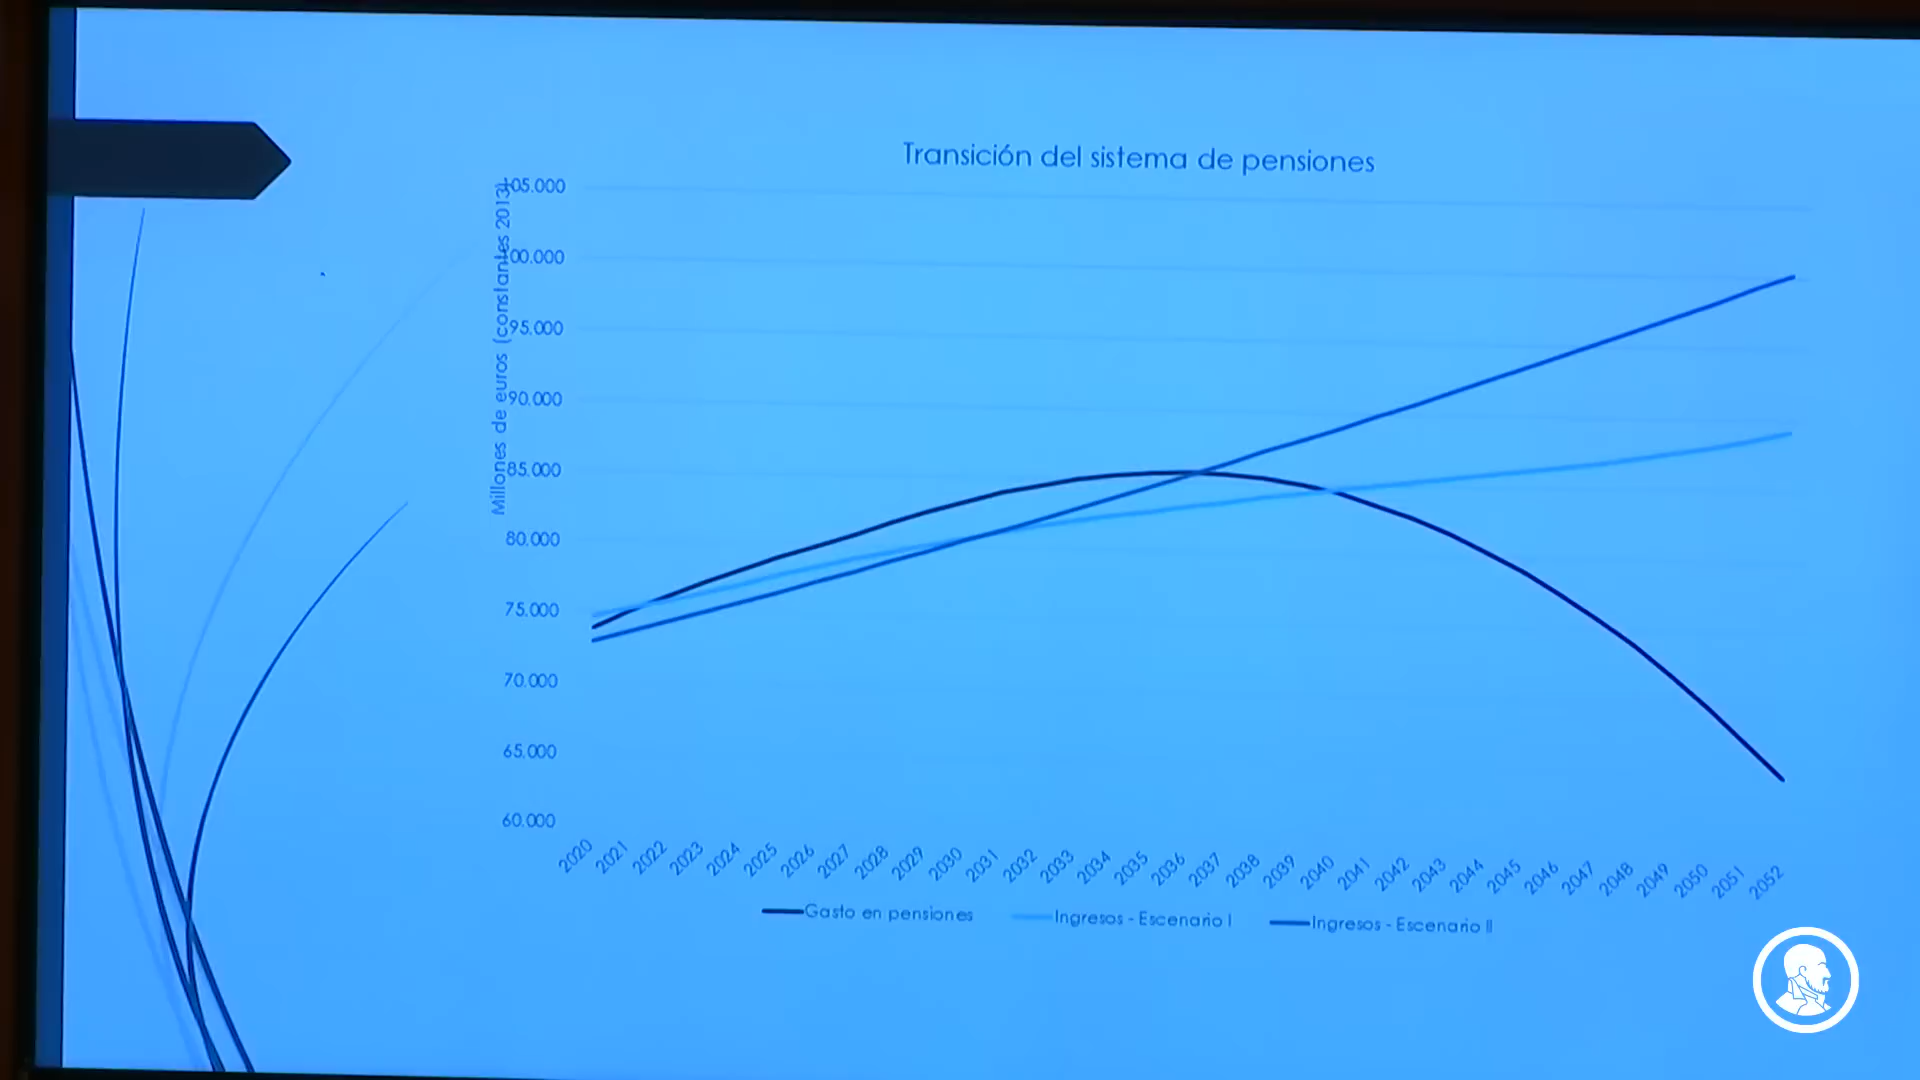 Transición del sistema de pensiones
Millones de euros (constantes 2013)
105.000
100.000
95.000
90.000
85.000
80.000
75.000
70.000
65.000
60.000
2020 2021 2022 2023 2024 2025 2026 2027 2028 2029 2030 2031 2032 2033 2034 2035 2036 2037 2038 2039 2040 2041 2042 2043 2044 2045 2046 2047 2048 2049 2050 2051 2052
Gasto en pensiones Ingresos - Escenario I Ingresos - Escenario II